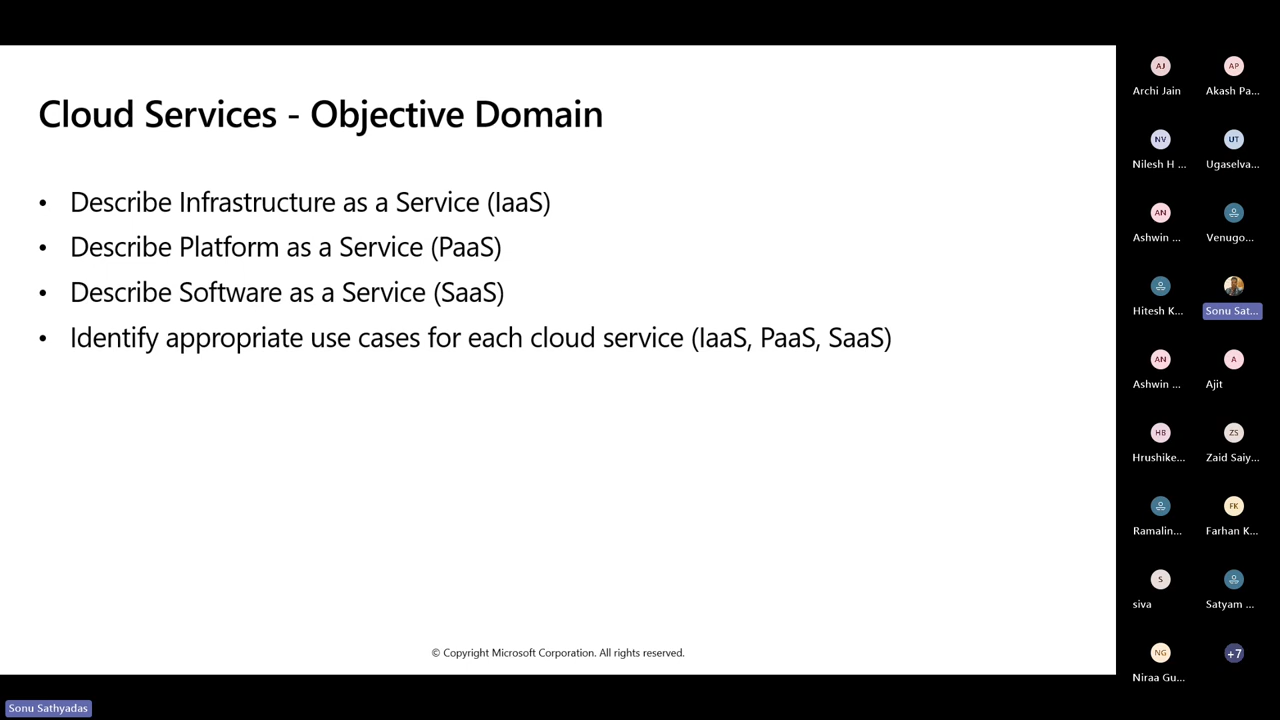 Cloud Services - Objective Domain
• Describe Infrastructure as a Service (IaaS)
• Describe Platform as a Service (PaaS)
• Describe Software as a Service (SaaS)
• Identify appropriate use cases for each cloud service (IaaS, PaaS, SaaS)
© Copyright Microsoft Corporation. All rights reserved.
AJ AP
Archi Jain Akash Pa...
NV UT
Nilesh H ... Ugaselva...
AN
Ashwin ... Venugo...
Hitesh K... Sonu Sat...
AN A
Ashwin ... Ajit
HB ZS
Hrushike... Zaid Saiy...
FK
Ramalin... Farhan K...
S
siva Satyam ...
NG +7
Niraa Gu...
Sonu Sathyadas